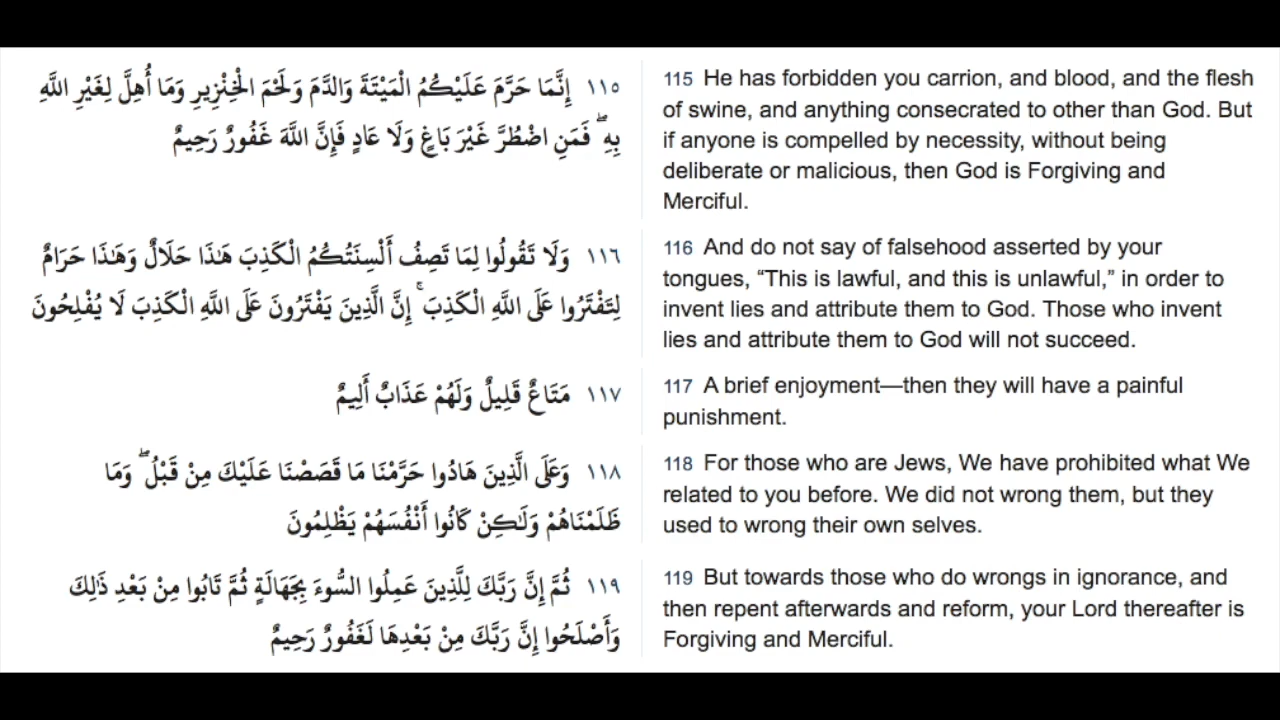 ١١٥ إِنَّمَا حَرَّمَ عَلَيْكُمُ الْمَيْتَةَ وَالدَّمَ وَلَحْمَ الْخِنْزِيرِ وَمَا أُهِلَّ لِغَيْرِ اللَّهِ
بِهِ ۖ فَمَنِ اضْطُرَّ غَيْرَ بَاغٍ وَلَا عَادٍ فَإِنَّ اللَّهَ غَفُورٌ رَحِيمٌ
115 He has forbidden you carrion, and blood, and the flesh
of swine, and anything consecrated to other than God. But
if anyone is compelled by necessity, without being
deliberate or malicious, then God is Forgiving and
Merciful.
١١٦ وَلَا تَقُولُوا لِمَا تَصِفُ أَلْسِنَتُكُمُ الْكَذِبَ هَٰذَا حَلَالٌ وَهَٰذَا حَرَامٌ
لِتَفْتَرُوا عَلَى اللَّهِ الْكَذِبَ ۚ إِنَّ الَّذِينَ يَفْتَرُونَ عَلَى اللَّهِ الْكَذِبَ لَا يُفْلِحُونَ
116 And do not say of falsehood asserted by your
tongues, “This is lawful, and this is unlawful,” in order to
invent lies and attribute them to God. Those who invent
lies and attribute them to God will not succeed.
١١٧ مَتَاعٌ قَلِيلٌ وَلَهُمْ عَذَابٌ أَلِيمٌ
117 A brief enjoyment—then they will have a painful
punishment.
١١٨ وَعَلَى الَّذِينَ هَادُوا حَرَّمْنَا مَا قَصَصْنَا عَلَيْكَ مِنْ قَبْلُ ۖ وَمَا
ظَلَمْنَاهُمْ وَلَٰكِنْ كَانُوا أَنْفُسَهُمْ يَظْلِمُونَ
118 For those who are Jews, We have prohibited what We
related to you before. We did not wrong them, but they
used to wrong their own selves.
١١٩ ثُمَّ إِنَّ رَبَّكَ لِلَّذِينَ عَمِلُوا السُّوءَ بِجَهَالَةٍ ثُمَّ تَابُوا مِنْ بَعْدِ ذَٰلِكَ
وَأَصْلَحُوا إِنَّ رَبَّكَ مِنْ بَعْدِهَا لَغَفُورٌ رَحِيمٌ
119 But towards those who do wrongs in ignorance, and
then repent afterwards and reform, your Lord thereafter is
Forgiving and Merciful.